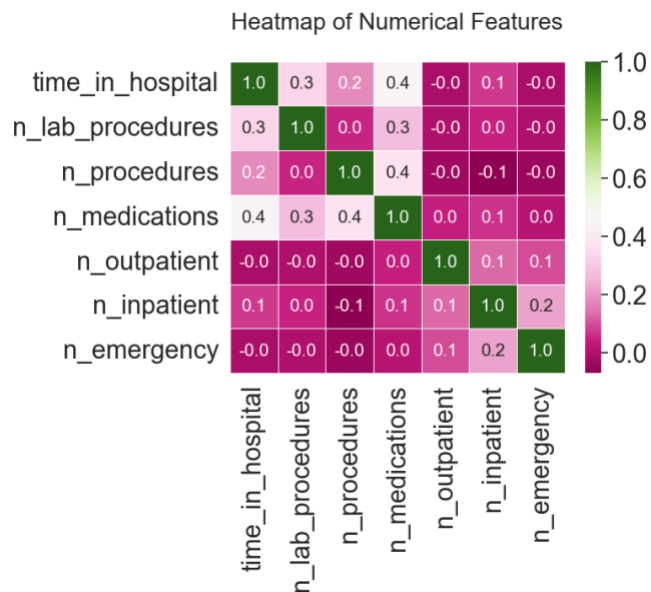 Heatmap of Numerical Features
time_in_hospital 1.0 0.3 0.2 0.4 -0.0 0.1 -0.0
n_lab_procedures 0.3 1.0 0.0 0.3 -0.0 0.0 -0.0
n_procedures 0.2 0.0 1.0 0.4 -0.0 -0.1 -0.0
n_medications 0.4 0.3 0.4 1.0 0.0 0.1 0.0
n_outpatient -0.0 -0.0 -0.0 0.0 1.0 0.1 0.1
n_inpatient 0.1 0.0 -0.1 0.1 0.1 1.0 0.2
n_emergency -0.0 -0.0 -0.0 0.0 0.1 0.2 1.0
time_in_hospital
n_lab_procedures
n_procedures
n_medications
n_outpatient
n_inpatient
n_emergency
1.0
0.8
0.6
0.4
0.2
0.0